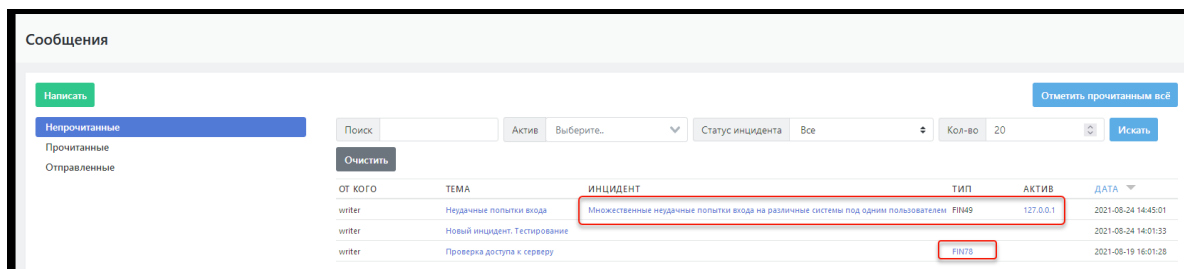 Сообщения
Написать
Отметить прочитанным всё
Непрочитанные
Прочитанные
Отправленные
Поиск Актив Выберите.. Статус инцидента Все Кол-во 20 Искать
Очистить
ОТ КОГО ТЕМА ИНЦИДЕНТ ТИП АКТИВ ДАТА
writer Неудачные попытки входа Множественные неудачные попытки входа на различные системы под одним пользователем FIN49 127.0.0.1 2021-08-24 14:45:01
writer Новый инцидент. Тестирование 2021-08-24 14:01:33
writer Проверка доступа к серверу FIN78 2021-08-19 16:01:28